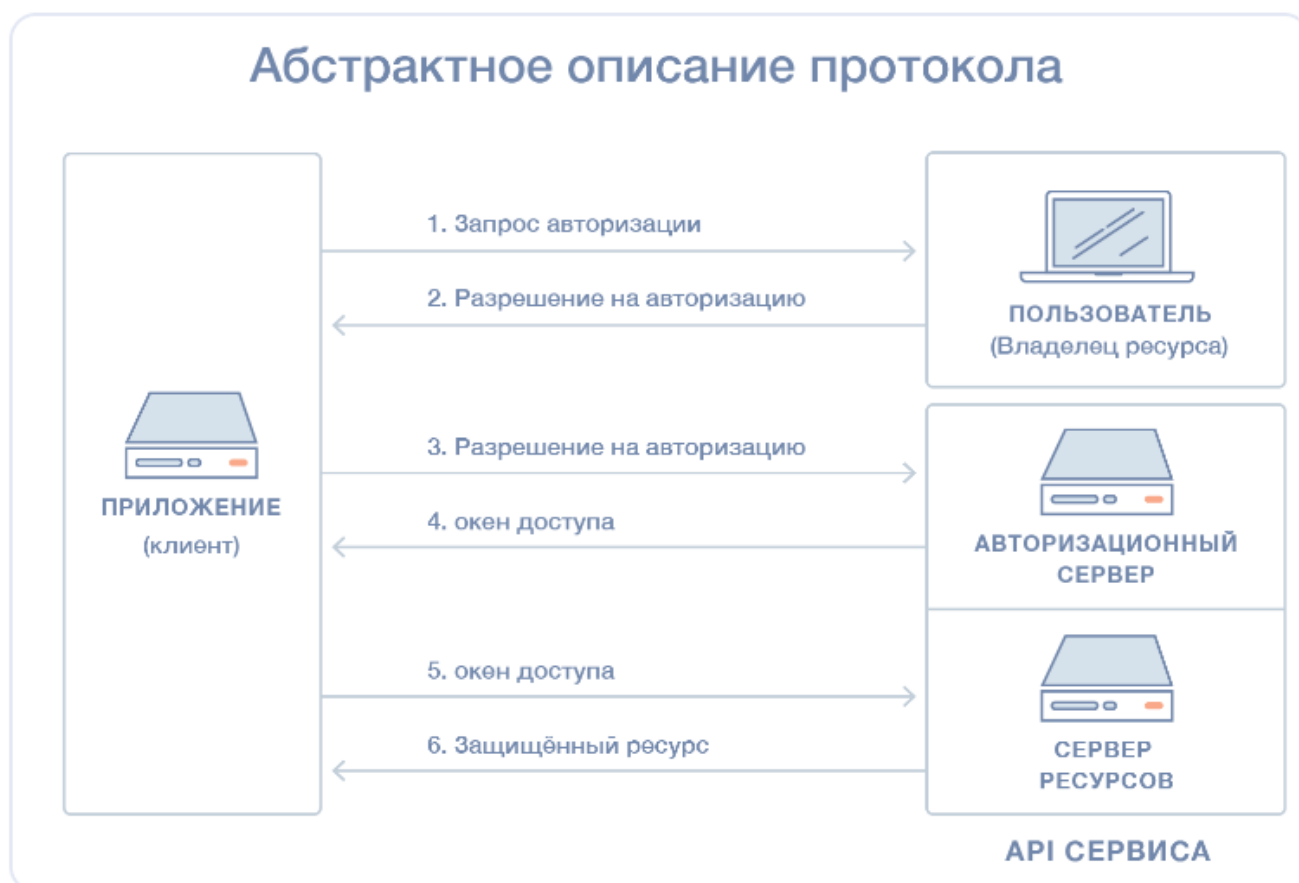 Абстрактное описание протокола
1. Запрос авторизации
2. Разрешение на авторизацию
ПОЛЬЗОВАТЕЛЬ
(Владелец ресурса)
ПРИЛОЖЕНИЕ
(клиент)
3. Разрешение на авторизацию
4. окен доступа
АВТОРИЗАЦИОННЫЙ
СЕРВЕР
5. окен доступа
6. Защищённый ресурс
СЕРВЕР
РЕСУРСОВ
API СЕРВИСА